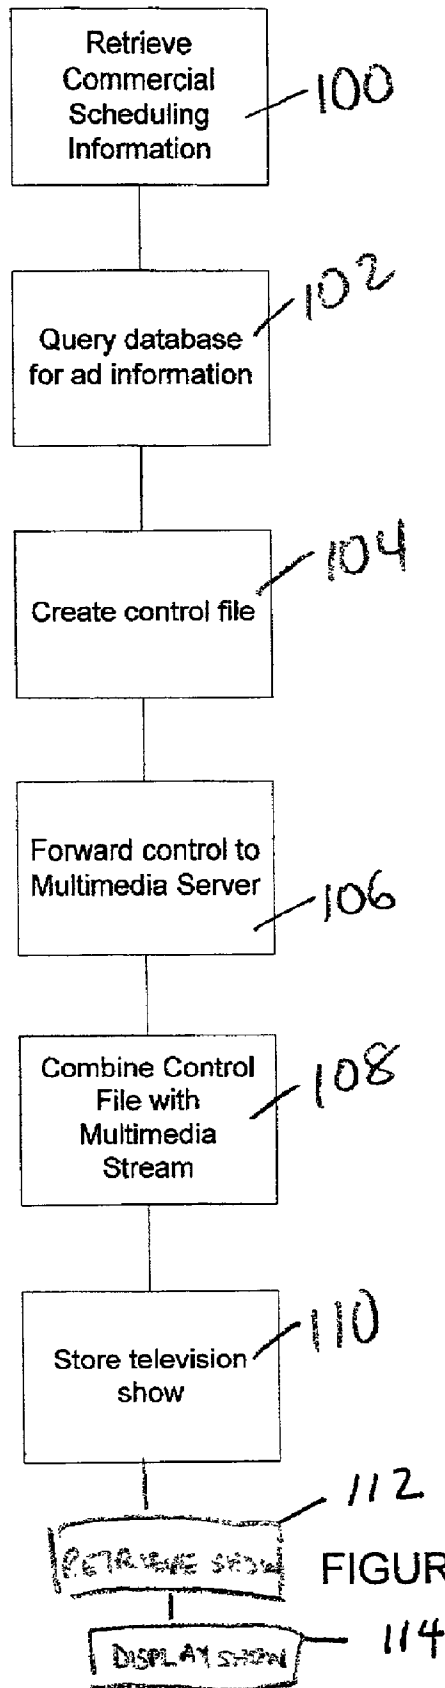 Retrieve
Commercial
Scheduling
Information
100
102
Query database
for ad information
104
Create control file
Forward control to
Multimedia Server
106
Combine Control
File with
Multimedia
Stream
108
110
Store television
show
112
RETRIEVE SHOW
FIGUR
DISPLAY SHOW
114